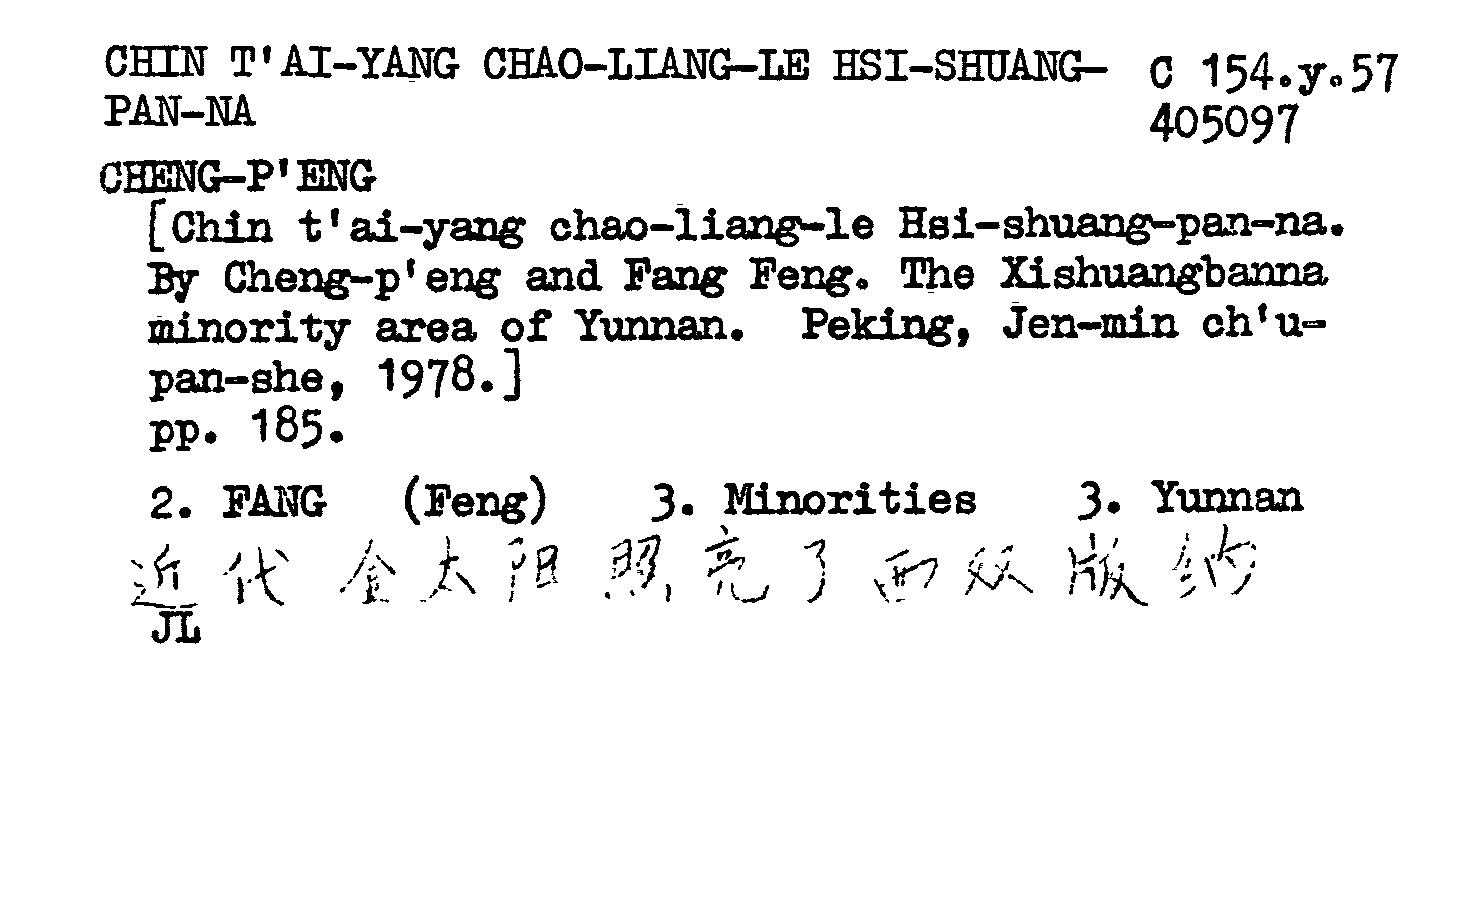 CHIN T'AI-YANG CHAO-LIANG-LE HSI-SHUANG- C 154.y.57
PAN-NA 405097
CHENG-P'ENG
[Chin t'ai-yang chao-liang-le Hsi-shuang-pan-na.
By Cheng-p'eng and Fang Feng. The Xishuangbanna
minority area of Yunnan. Peking, Jen-min ch'u-
pan-she, 1978.]
pp. 185.
2. FANG (Feng) 3. Minorities 3. Yunnan
近代 金太阳照亮了西双版纳
JL